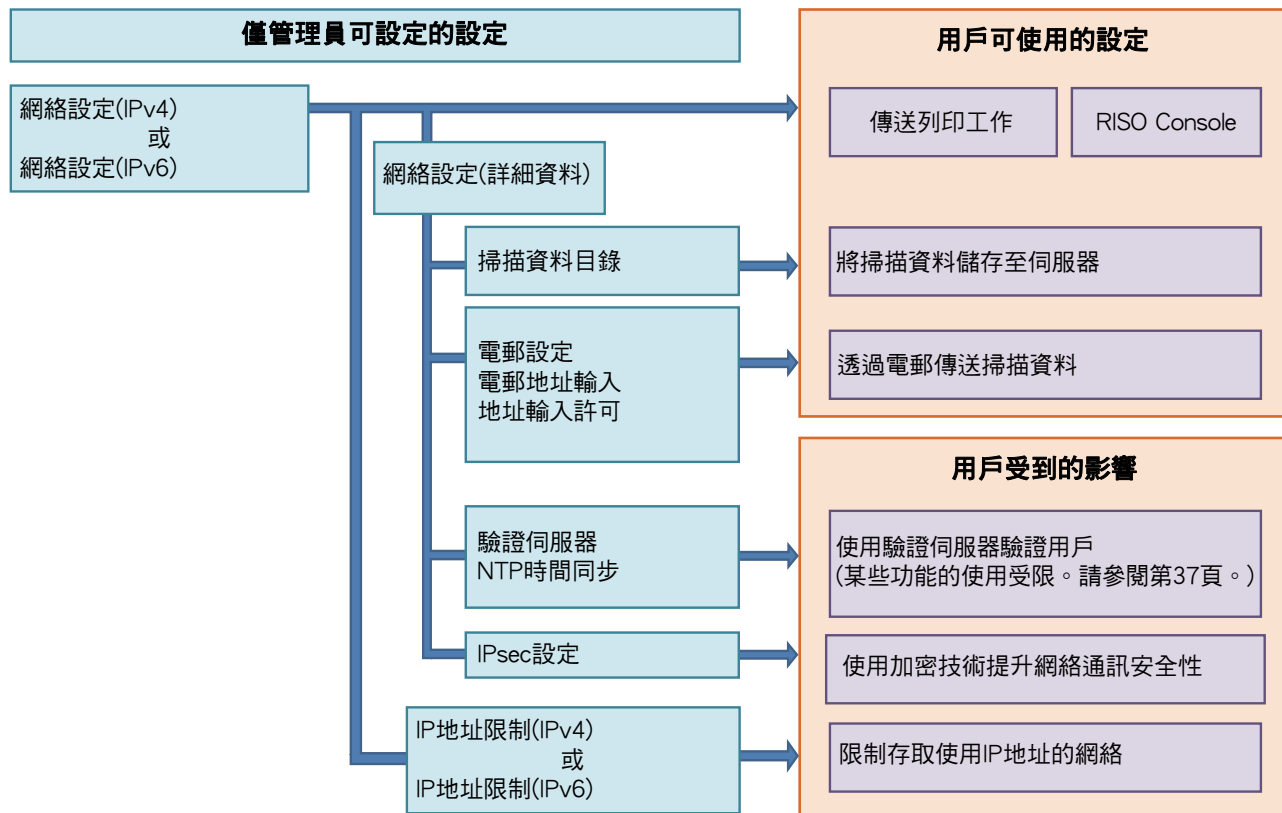 僅管理員可設定的設定
用戶可使用的設定
網絡設定(IPv4)
或
網絡設定(IPv6)
傳送列印工作
RISO Console
網絡設定(詳細資料)
掃描資料目錄
將掃描資料儲存至伺服器
電郵設定
電郵地址輸入
地址輸入許可
透過電郵傳送掃描資料
用戶受到的影響
驗證伺服器
NTP時間同步
使用驗證伺服器驗證用戶
(某些功能的使用受限。請參閱第37頁。)
IPsec設定
使用加密技術提升網絡通訊安全性
IP地址限制(IPv4)
或
IP地址限制(IPv6)
限制存取使用IP地址的網絡